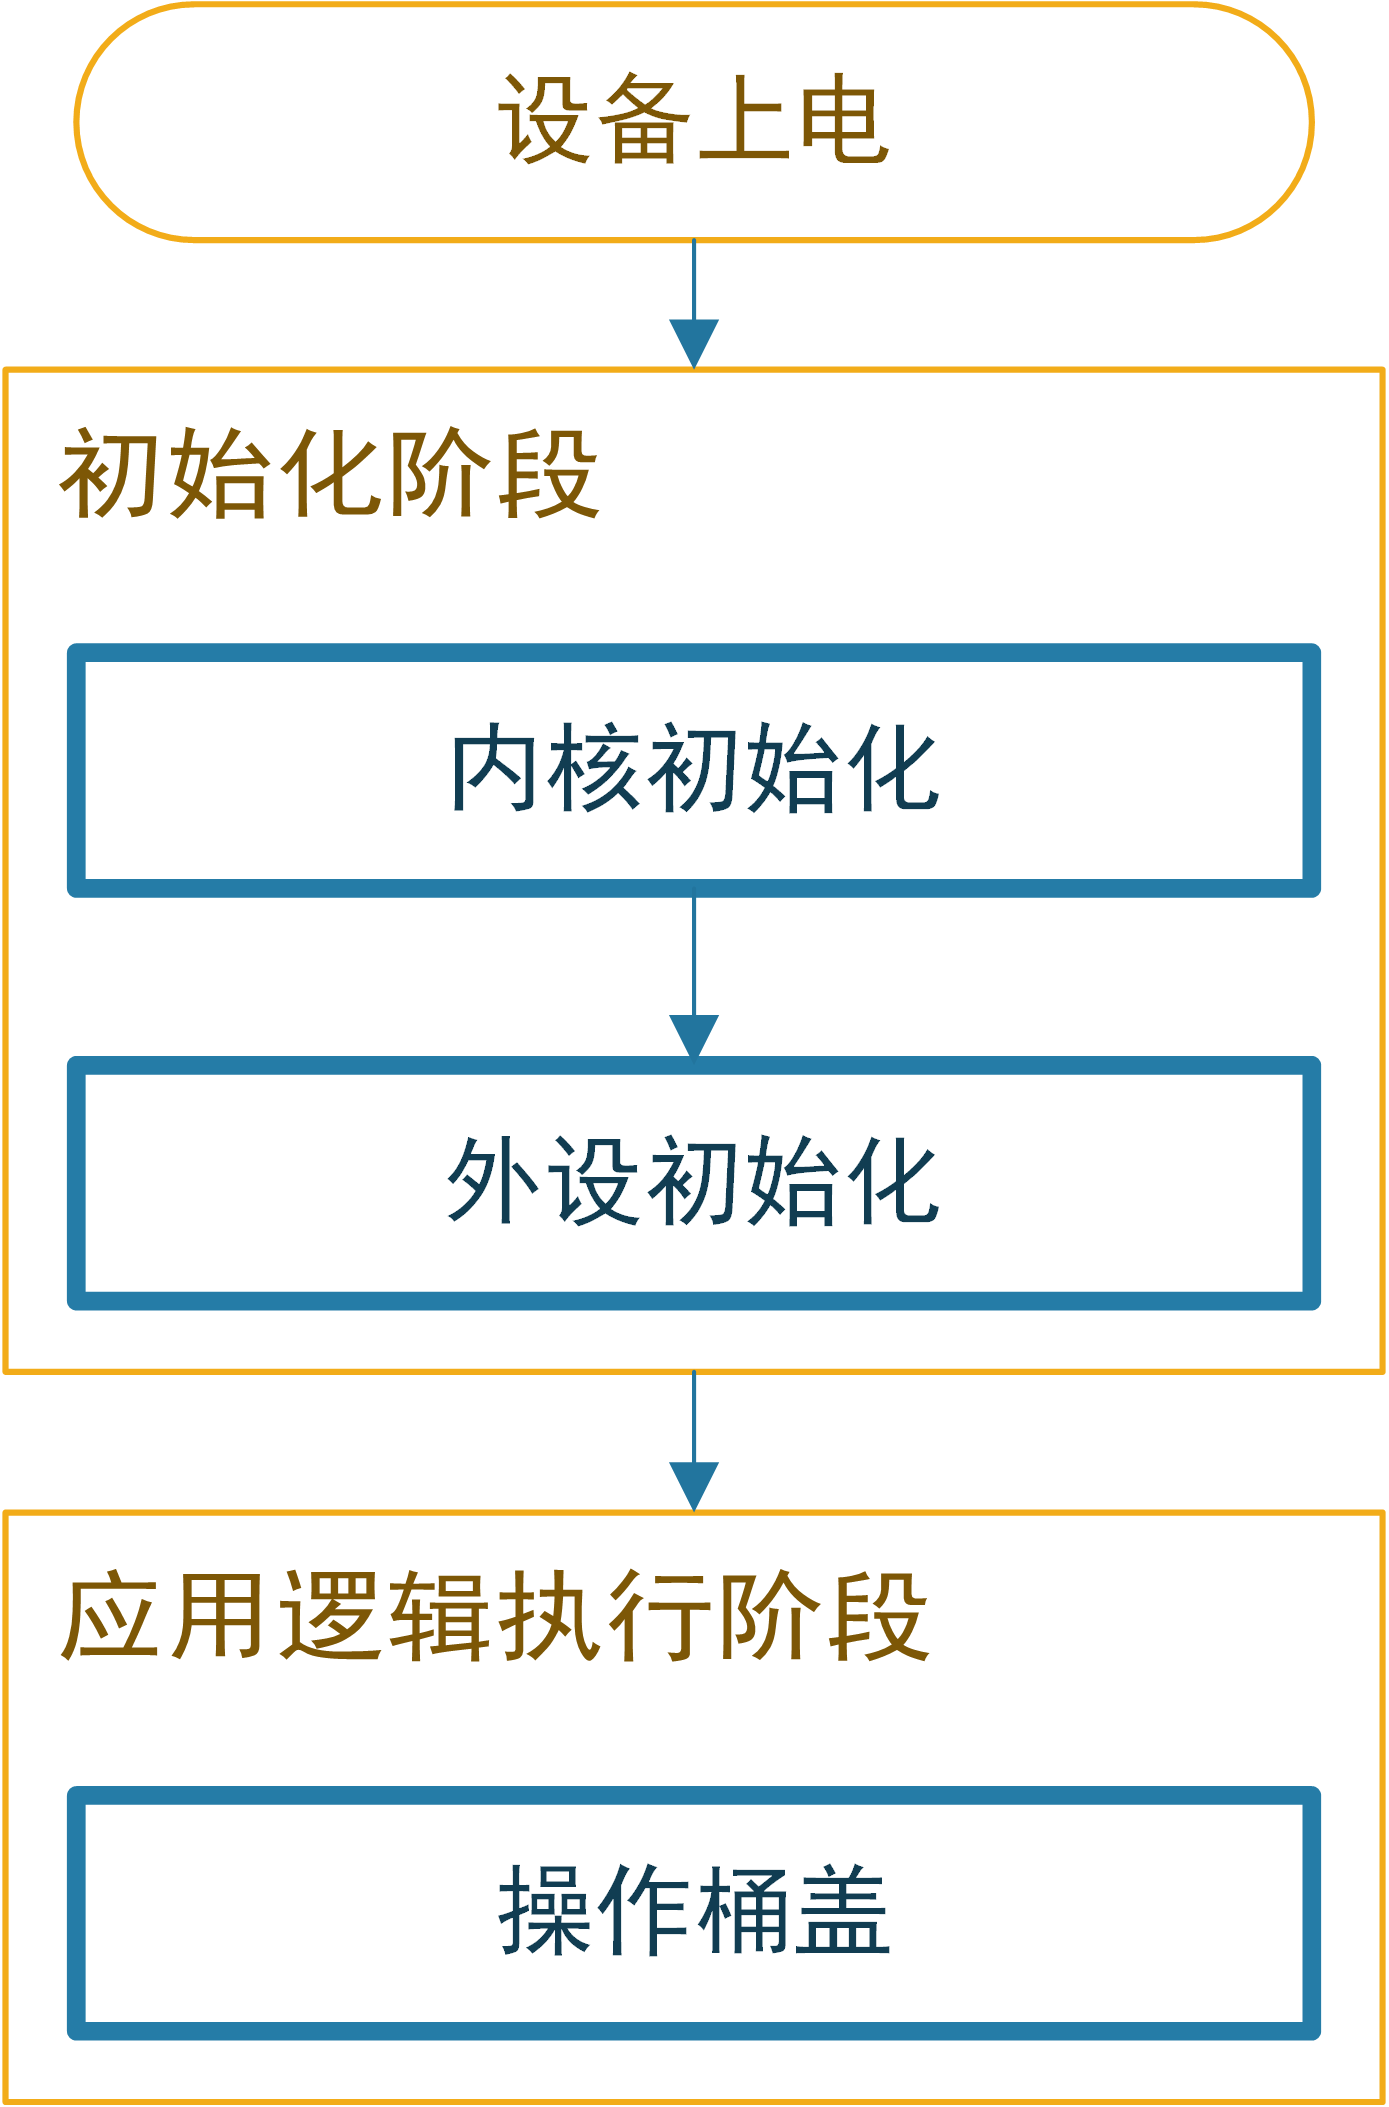 设备上电
初始化阶段
内核初始化
外设初始化
应用逻辑执行阶段
操作桶盖